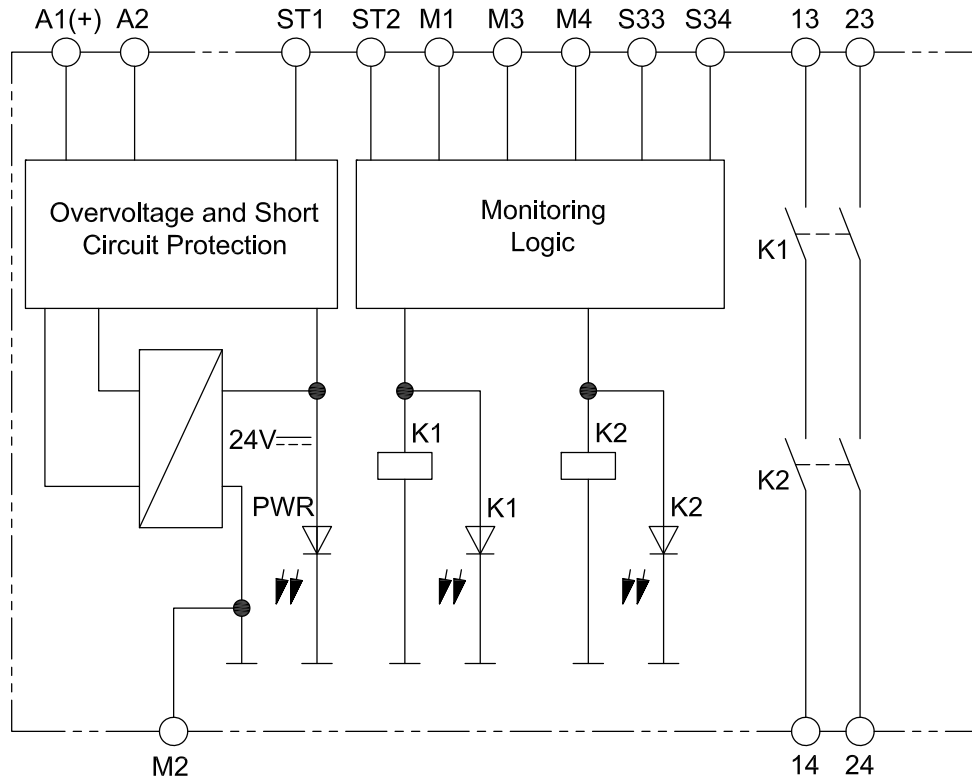 A1(+) A2 ST1 ST2 M1 M3 M4 S33 S34 13 23
Overvoltage and Short
Circuit Protection
Monitoring
Logic
K1
24V
K1
K2
K2
PWR
K1
K2
M2
14 24